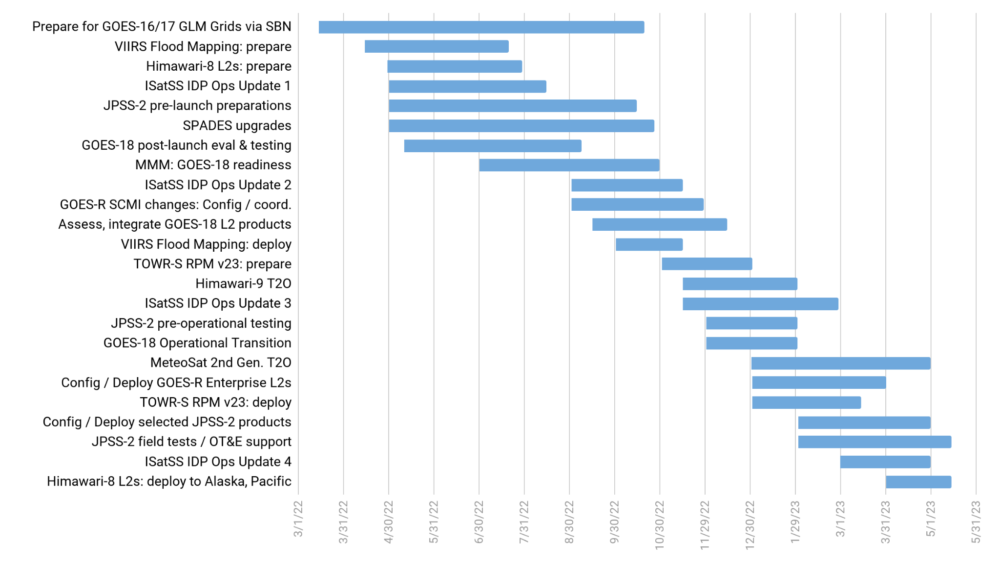 Prepare for GOES-16/17 GLM Grids via SBN
VIIRS Flood Mapping: prepare
Himawari-8 L2s: prepare
ISatSS IDP Ops Update 1
JPSS-2 pre-launch preparations
SPADES upgrades
GOES-18 post-launch eval & testing
MMM: GOES-18 readiness
ISatSS IDP Ops Update 2
GOES-R SCMI changes: Config / coord.
Assess, integrate GOES-18 L2 products
VIIRS Flood Mapping: deploy
TOWR-S RPM v23: prepare
Himawari-9 T2O
ISatSS IDP Ops Update 3
JPSS-2 pre-operational testing
GOES-18 Operational Transition
MeteoSat 2nd Gen. T2O
Config / Deploy GOES-R Enterprise L2s
TOWR-S RPM v23: deploy
Config / Deploy selected JPSS-2 products
JPSS-2 field tests / OT&E support
ISatSS IDP Ops Update 4
Himawari-8 L2s: deploy to Alaska, Pacific
3/1/22
3/31/22
4/30/22
5/31/22
6/30/22
7/31/22
8/30/22
9/30/22
10/30/22
11/29/22
12/30/22
1/29/23
3/1/23
3/31/23
5/1/23
5/31/23